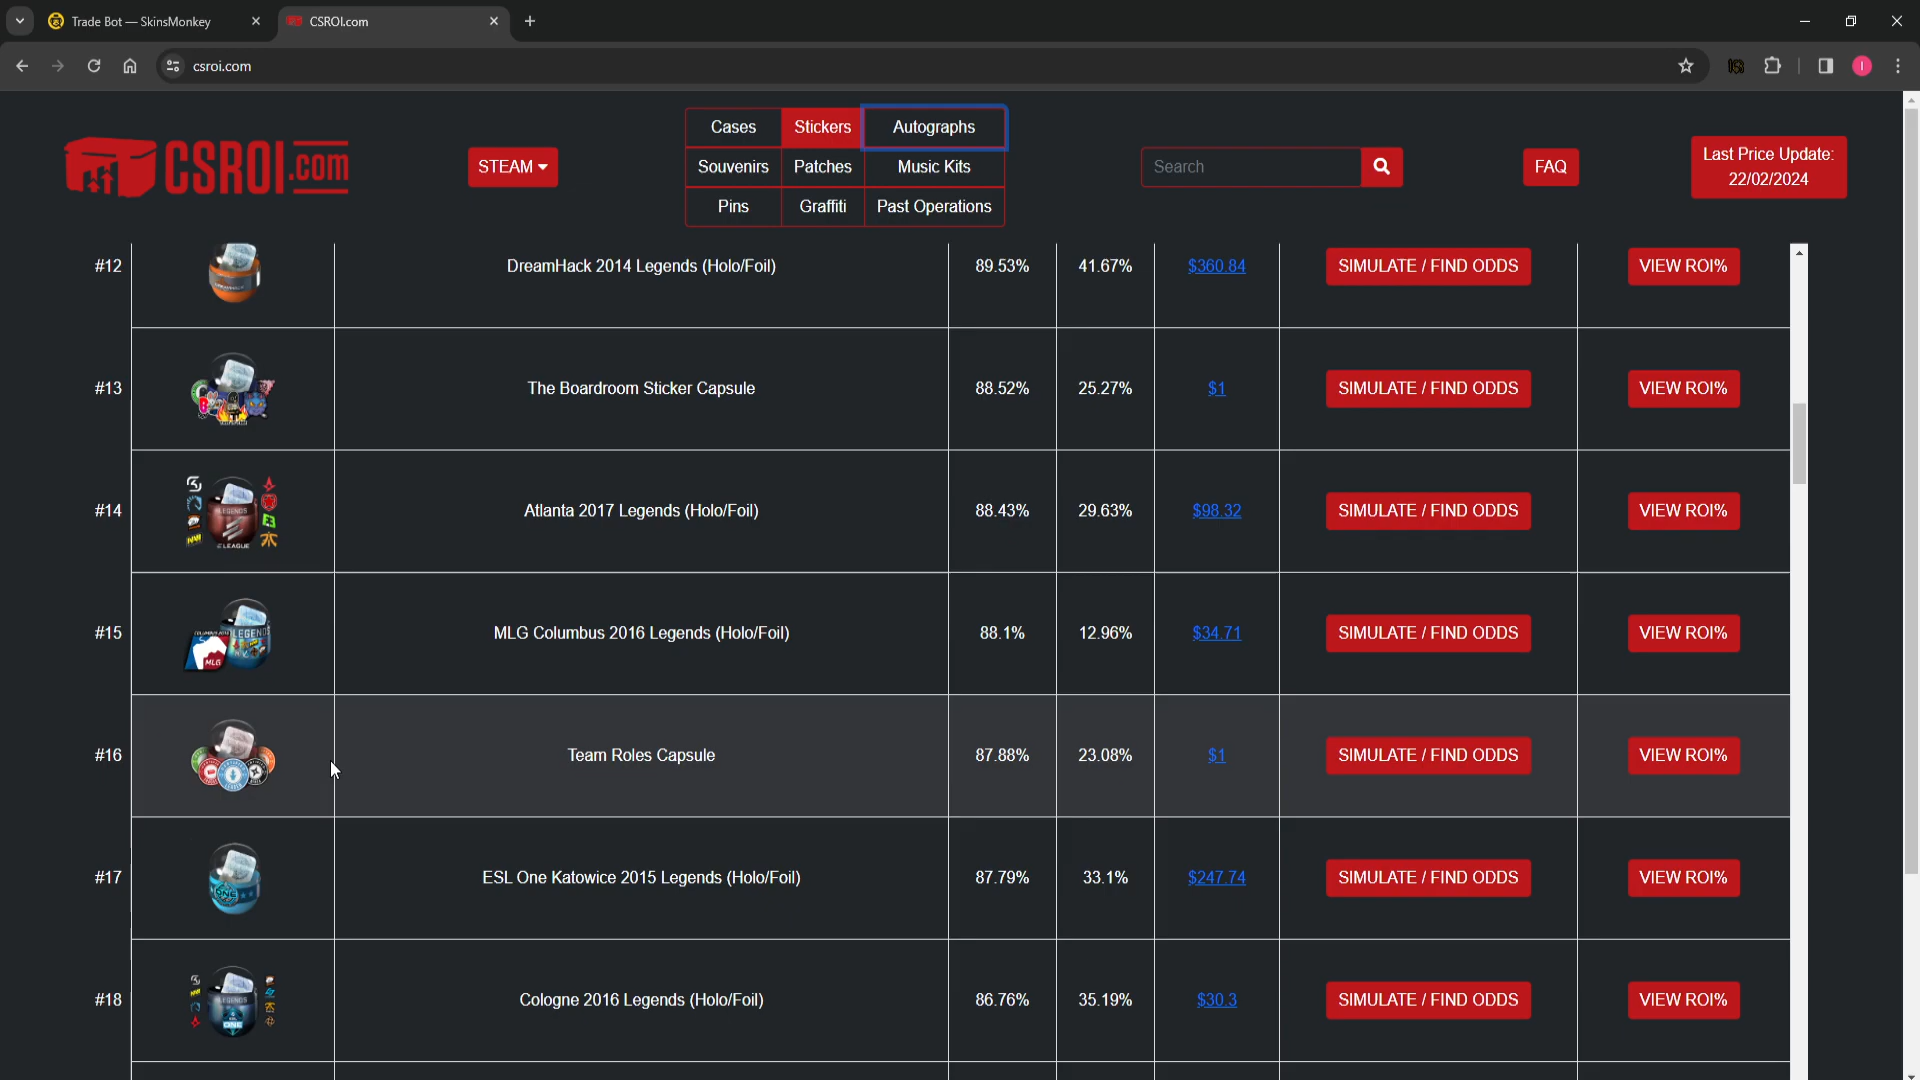 Trade Bot — SkinsMonkey
CSROI.com
csroi.com
CSROI.com
STEAM
Cases Stickers Autographs
Souvenirs Patches Music Kits
Pins Graffiti Past Operations
Search
FAQ
Last Price Update:
22/02/2024
#12 DreamHack 2014 Legends (Holo/Foil) 89.53% 41.67% $360.84 SIMULATE / FIND ODDS VIEW ROI%
#13 The Boardroom Sticker Capsule 88.52% 25.27% $1 SIMULATE / FIND ODDS VIEW ROI%
#14 Atlanta 2017 Legends (Holo/Foil) 88.43% 29.63% $98.32 SIMULATE / FIND ODDS VIEW ROI%
#15 MLG Columbus 2016 Legends (Holo/Foil) 88.1% 12.96% $34.71 SIMULATE / FIND ODDS VIEW ROI%
#16 Team Roles Capsule 87.88% 23.08% $1 SIMULATE / FIND ODDS VIEW ROI%
#17 ESL One Katowice 2015 Legends (Holo/Foil) 87.79% 33.1% $247.74 SIMULATE / FIND ODDS VIEW ROI%
#18 Cologne 2016 Legends (Holo/Foil) 86.76% 35.19% $30.3 SIMULATE / FIND ODDS VIEW ROI%